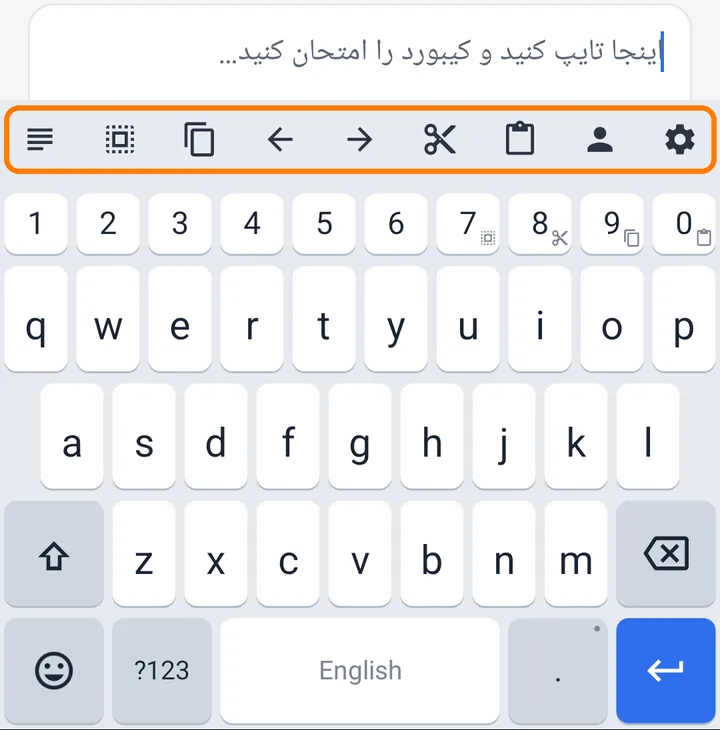 اینجا تایپ کنید و کیبورد را امتحان کنید...
1 2 3 4 5 6 7 8 9 0
q w e r t y u i o p
a s d f g h j k l
z x c v b n m
?123 English .